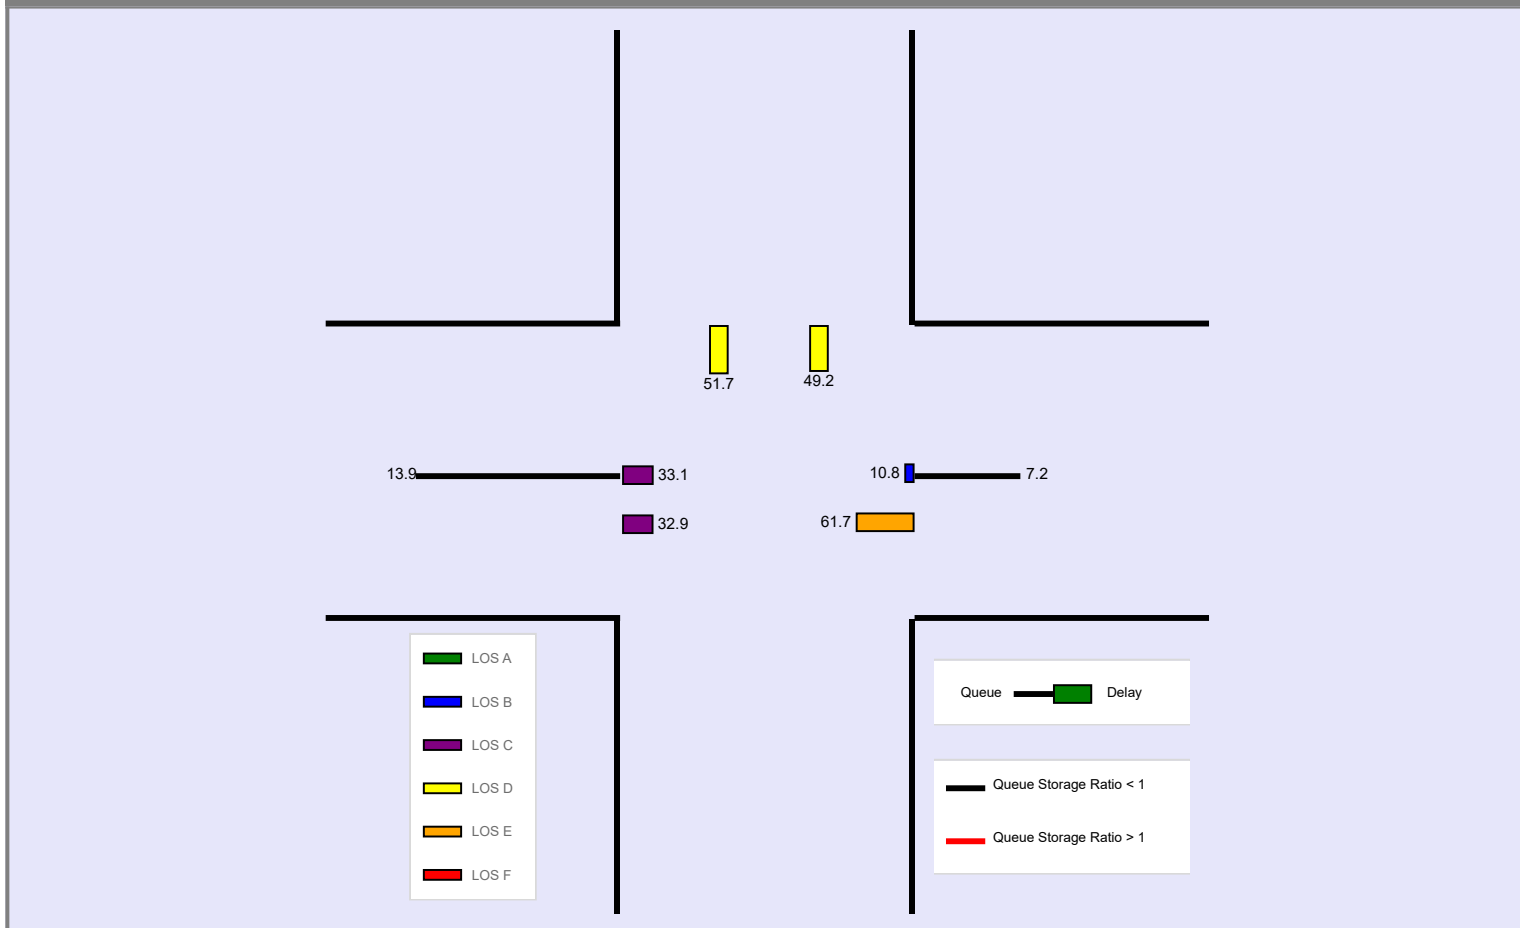 51.7
49.2
13.9
33.1
10.8
7.2
32.9
61.7
LOS A
LOS B
LOS C
LOS D
LOS E
LOS F
Queue
Delay
Queue Storage Ratio < 1
Queue Storage Ratio > 1